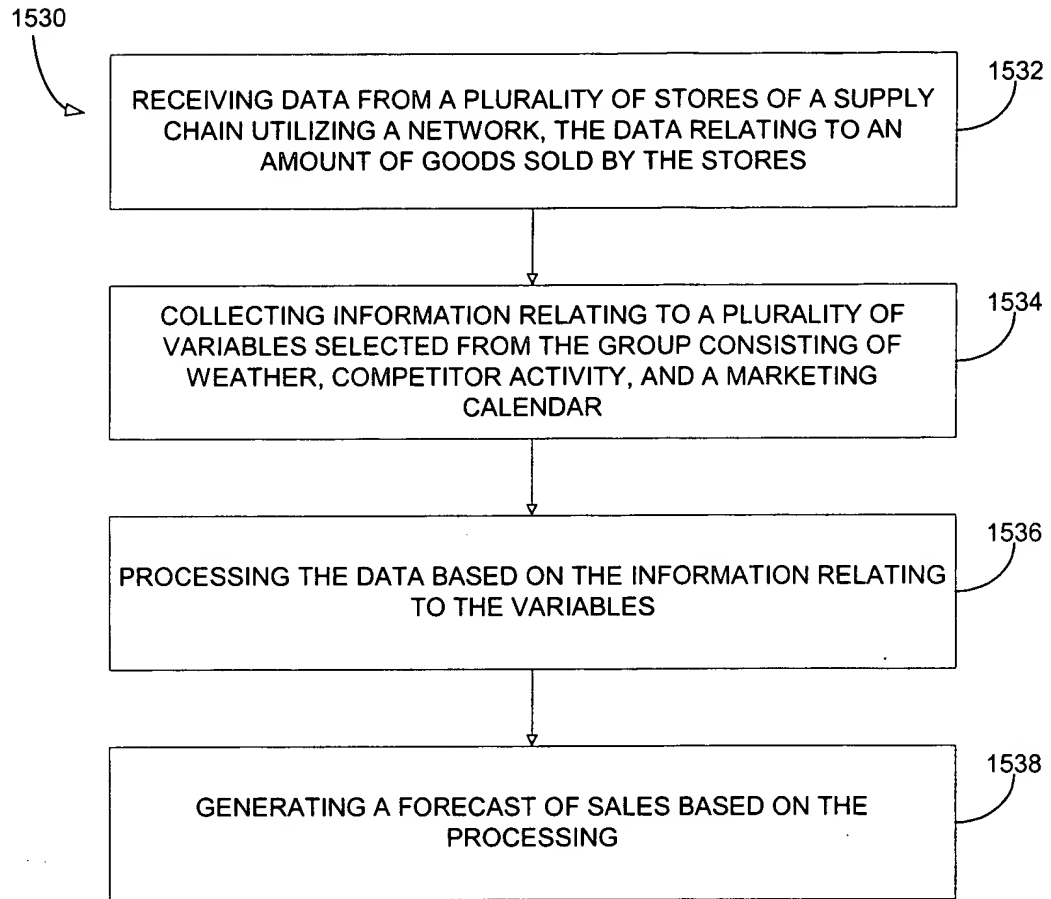 1530
1532
RECEIVING DATA FROM A PLURALITY OF STORES OF A SUPPLY
CHAIN UTILIZING A NETWORK, THE DATA RELATING TO AN
AMOUNT OF GOODS SOLD BY THE STORES
1534
COLLECTING INFORMATION RELATING TO A PLURALITY OF
VARIABLES SELECTED FROM THE GROUP CONSISTING OF
WEATHER, COMPETITOR ACTIVITY, AND A MARKETING
CALENDAR
1536
PROCESSING THE DATA BASED ON THE INFORMATION RELATING
TO THE VARIABLES
1538
GENERATING A FORECAST OF SALES BASED ON THE
PROCESSING